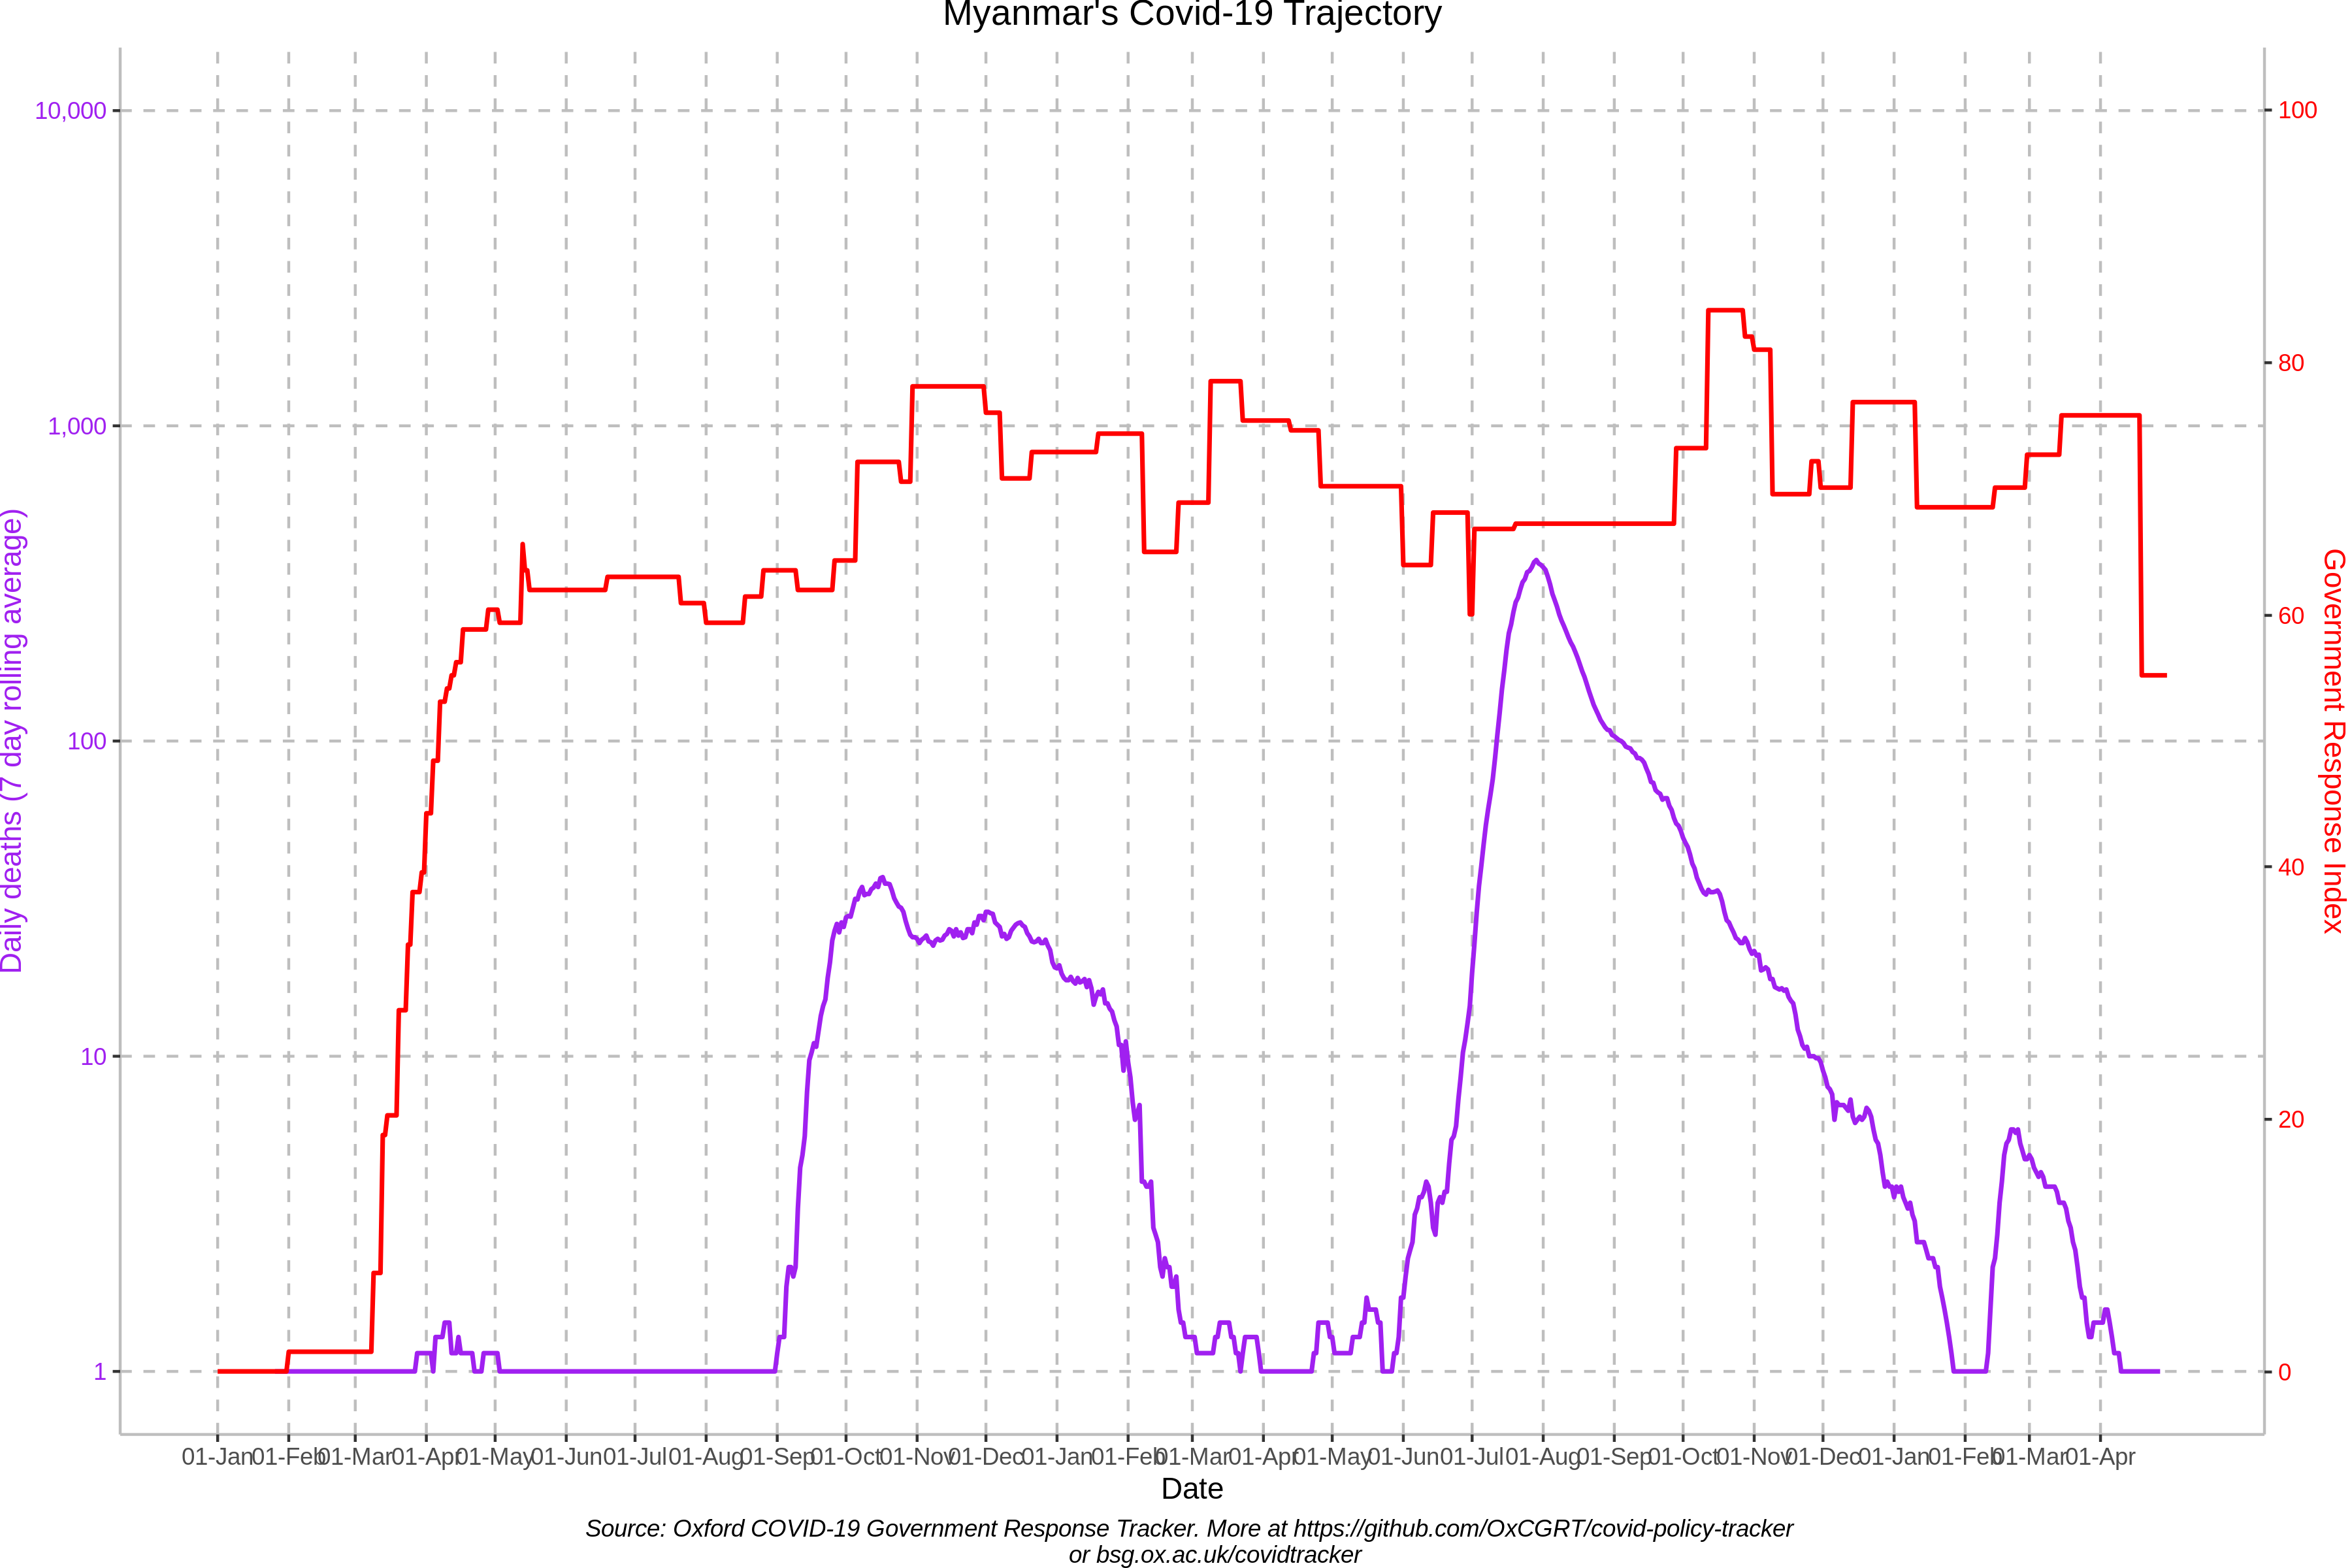 Myanmar's Covid-19 Trajectory
10,000
1,000
100
10
1
Daily deaths (7 day rolling average)
100
80
60
40
20
0
Government Response Index
01-Jan 01-Feb 01-Mar 01-Apr 01-May 01-Jun 01-Jul 01-Aug 01-Sep 01-Oct 01-Nov 01-Dec 01-Jan 01-Feb 01-Mar 01-Apr 01-May 01-Jun 01-Jul 01-Aug 01-Sep 01-Oct 01-Nov 01-Dec 01-Jan 01-Feb 01-Mar 01-Apr
Date
Source: Oxford COVID-19 Government Response Tracker. More at https://github.com/OxCGRT/covid-policy-tracker
or bsg.ox.ac.uk/covidtracker